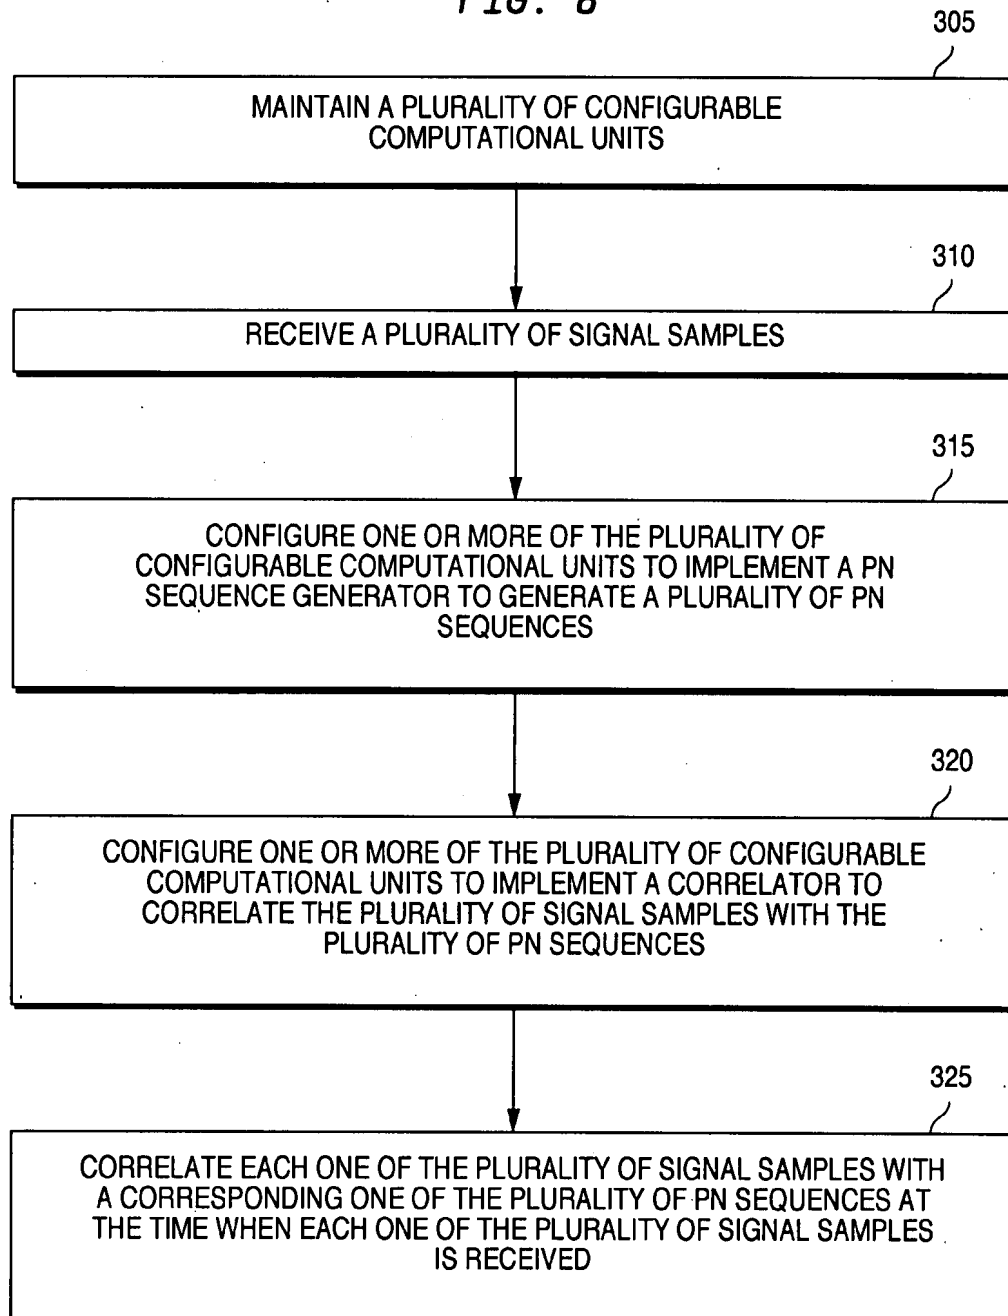 305
MAINTAIN A PLURALITY OF CONFIGURABLE
COMPUTATIONAL UNITS
310
RECEIVE A PLURALITY OF SIGNAL SAMPLES
315
CONFIGURE ONE OR MORE OF THE PLURALITY OF
CONFIGURABLE COMPUTATIONAL UNITS TO IMPLEMENT A PN
SEQUENCE GENERATOR TO GENERATE A PLURALITY OF PN
SEQUENCES
320
CONFIGURE ONE OR MORE OF THE PLURALITY OF CONFIGURABLE
COMPUTATIONAL UNITS TO IMPLEMENT A CORRELATOR TO
CORRELATE THE PLURALITY OF SIGNAL SAMPLES WITH THE
PLURALITY OF PN SEQUENCES
325
CORRELATE EACH ONE OF THE PLURALITY OF SIGNAL SAMPLES WITH
A CORRESPONDING ONE OF THE PLURALITY OF PN SEQUENCES AT
THE TIME WHEN EACH ONE OF THE PLURALITY OF SIGNAL SAMPLES
IS RECEIVED